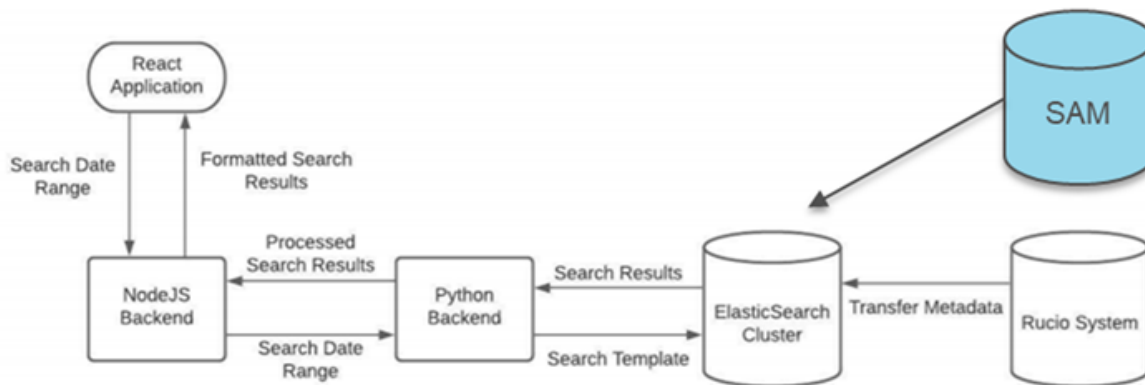 React
Application
SAM
Search Date
Range
Formatted Search
Results
Processed
Search Results
NodeJS
Backend
Python
Backend
Search Results
ElasticSearch
Cluster
Transfer Metadata
Rucio System
Search Date
Range
Search Template